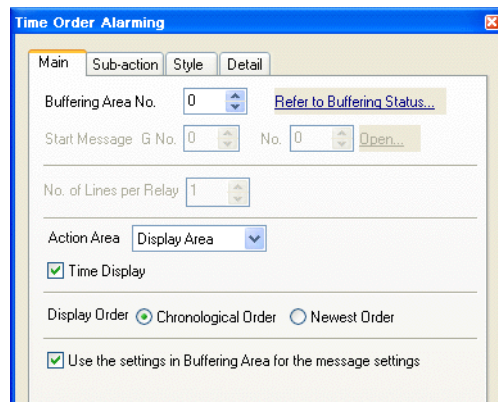 Time Order Alarming
Main Sub-action Style Detail
Buffering Area No. 0 Refer to Buffering Status...
Start Message G No. 0 No. 0 Open...
No. of Lines per Relay 1
Action Area Display Area
Time Display
Display Order Chronological Order Newest Order
Use the settings in Buffering Area for the message settings